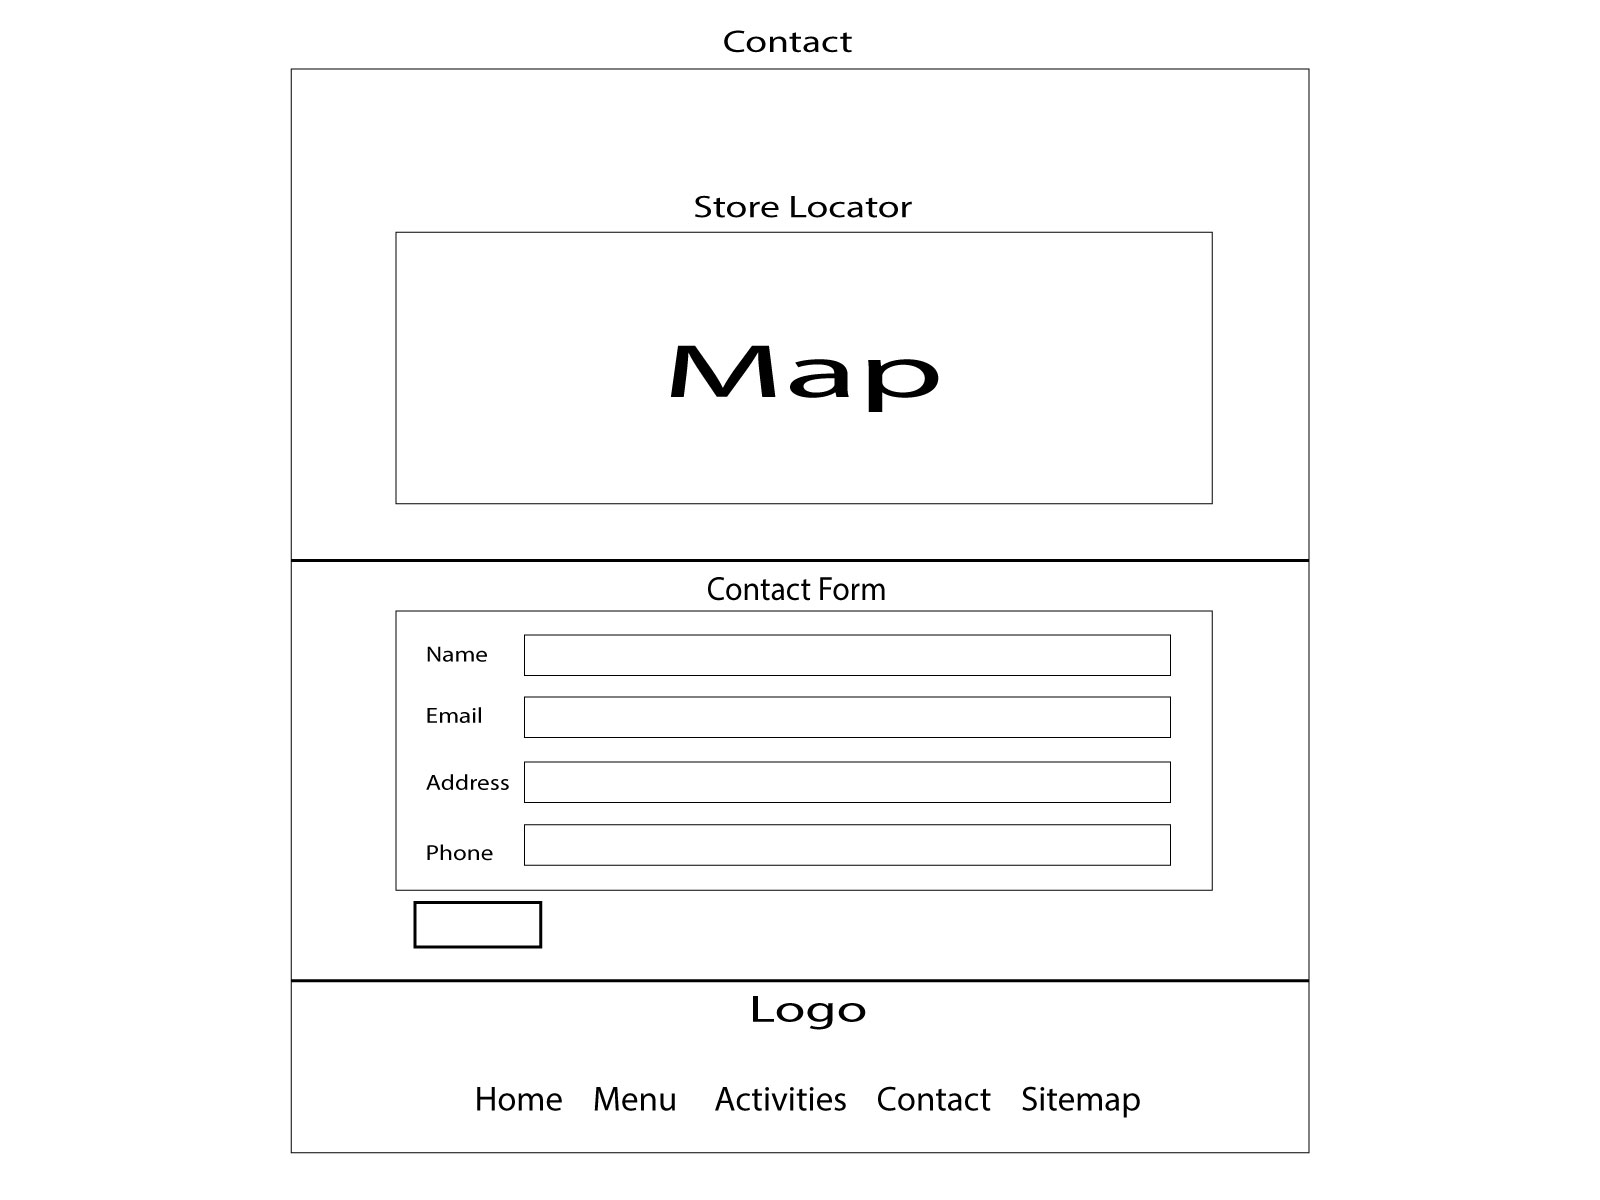 Contact
Store Locator
Map
Contact Form
Name
Email
Address
Phone
Logo
Home Menu Activities Contact Sitemap